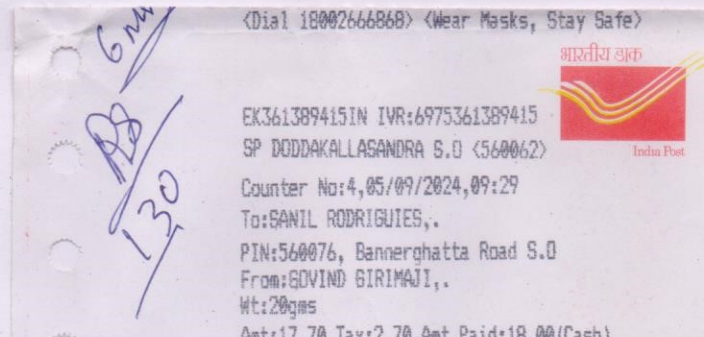 <Dial 18002666868> <Wear Masks, Stay Safe>
भारतीय डाक
India Post
EK361389415IN IVR:6975361389415
SP DODDAKALLASANDRA S.O <560062>
Counter No:4,05/09/2024,09:29
To:SANIL RODRIGUIES,.
PIN:560076, Bannerghatta Road S.O
From:GOVIND GIRIMAJI,.
Wt:20gms
Amt:17.70 Tax:2.70 Amt Paid:18.00(Cash)
130